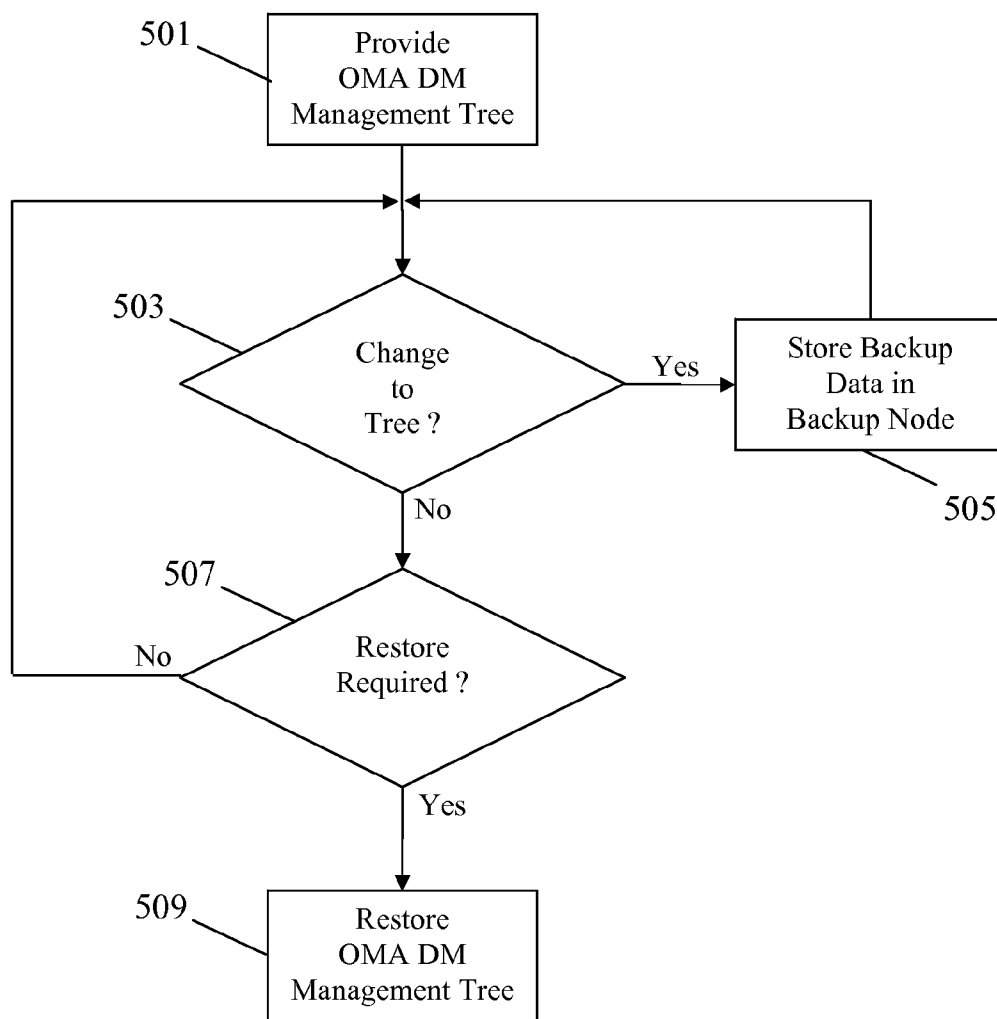 501
Provide
OMA DM
Management Tree
503
Change
to
Tree ?
Yes
Store Backup
Data in
Backup Node
505
No
507
Restore
Required ?
No
Yes
509
Restore
OMA DM
Management Tree